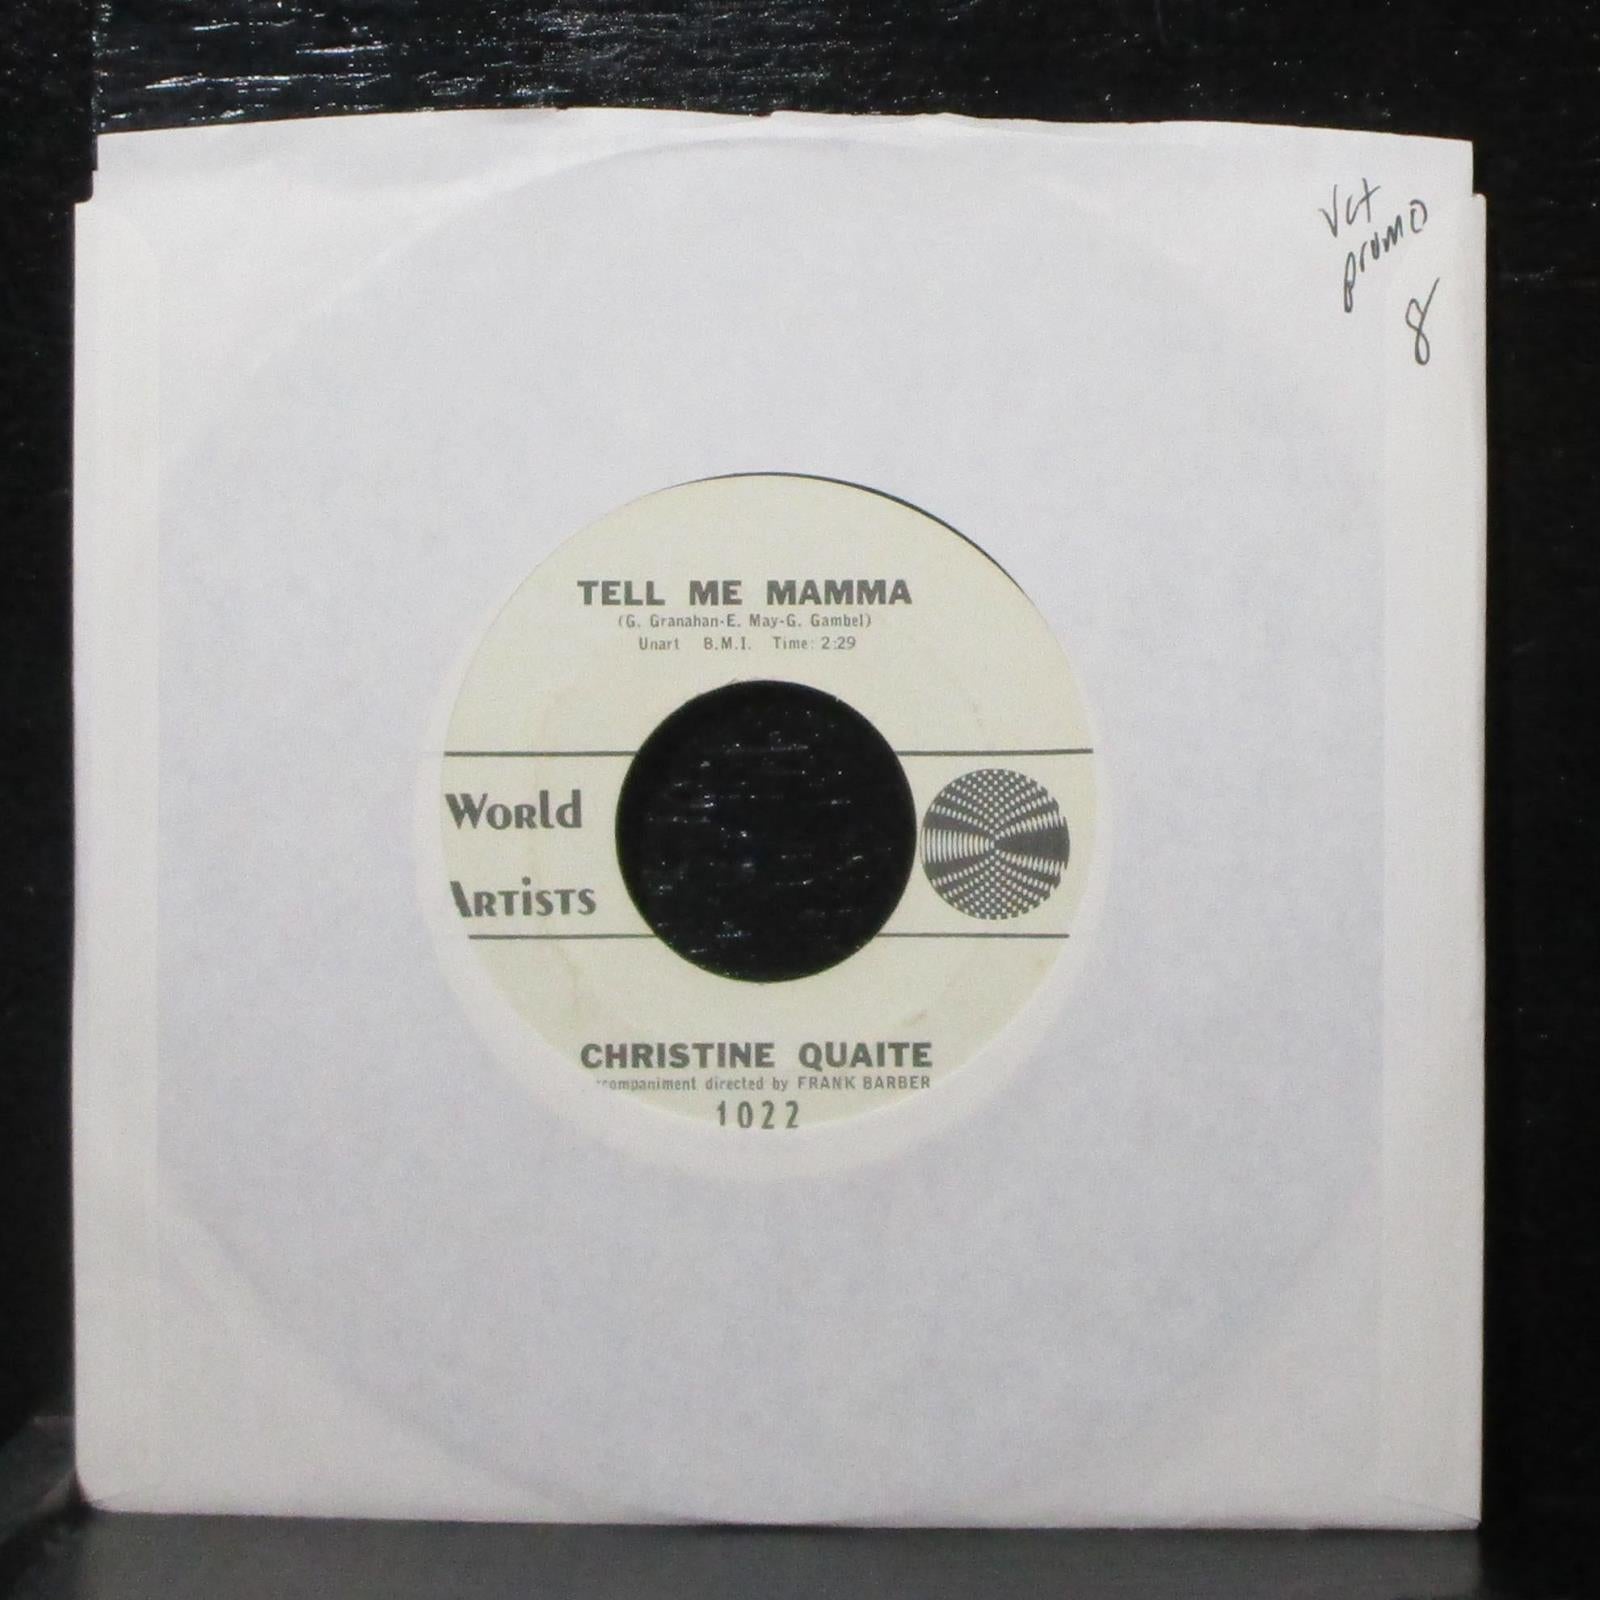 VG+
promo
8
TELL ME MAMMA
(G. Granahan-E. May-G. Gambel)
Unart B.M.I. Time: 2:29
World
Artists
CHRISTINE QUAITE
ccompaniment directed by FRANK BARBER
1022